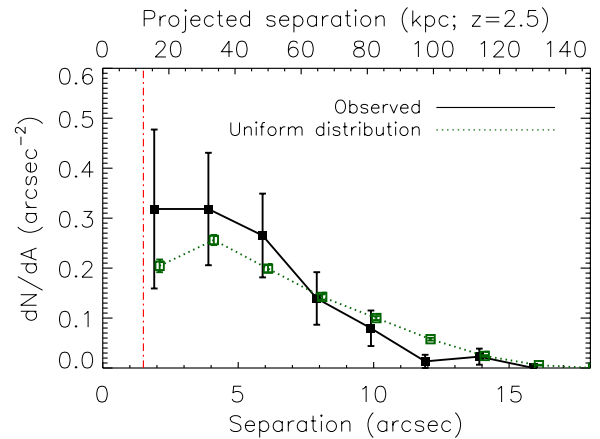 Projected separation (kpc; z=2.5)
0 20 40 60 80 100 120 140
0.6
Observed
0.5
Uniform distribution
0.4
0.3
0.2
0.1
0.0
dN/dA (arcsec−2)
0 5 10 15
Separation (arcsec)